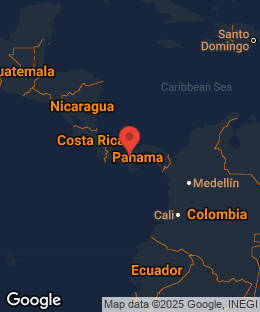 Santo
Domingo
uatemala
Caribbean Sea
Nicaragua
Costa Rica
Panama
Medellín
Cali
Colombia
Ecuador
Google
Map data ©2025 Google, INEGI